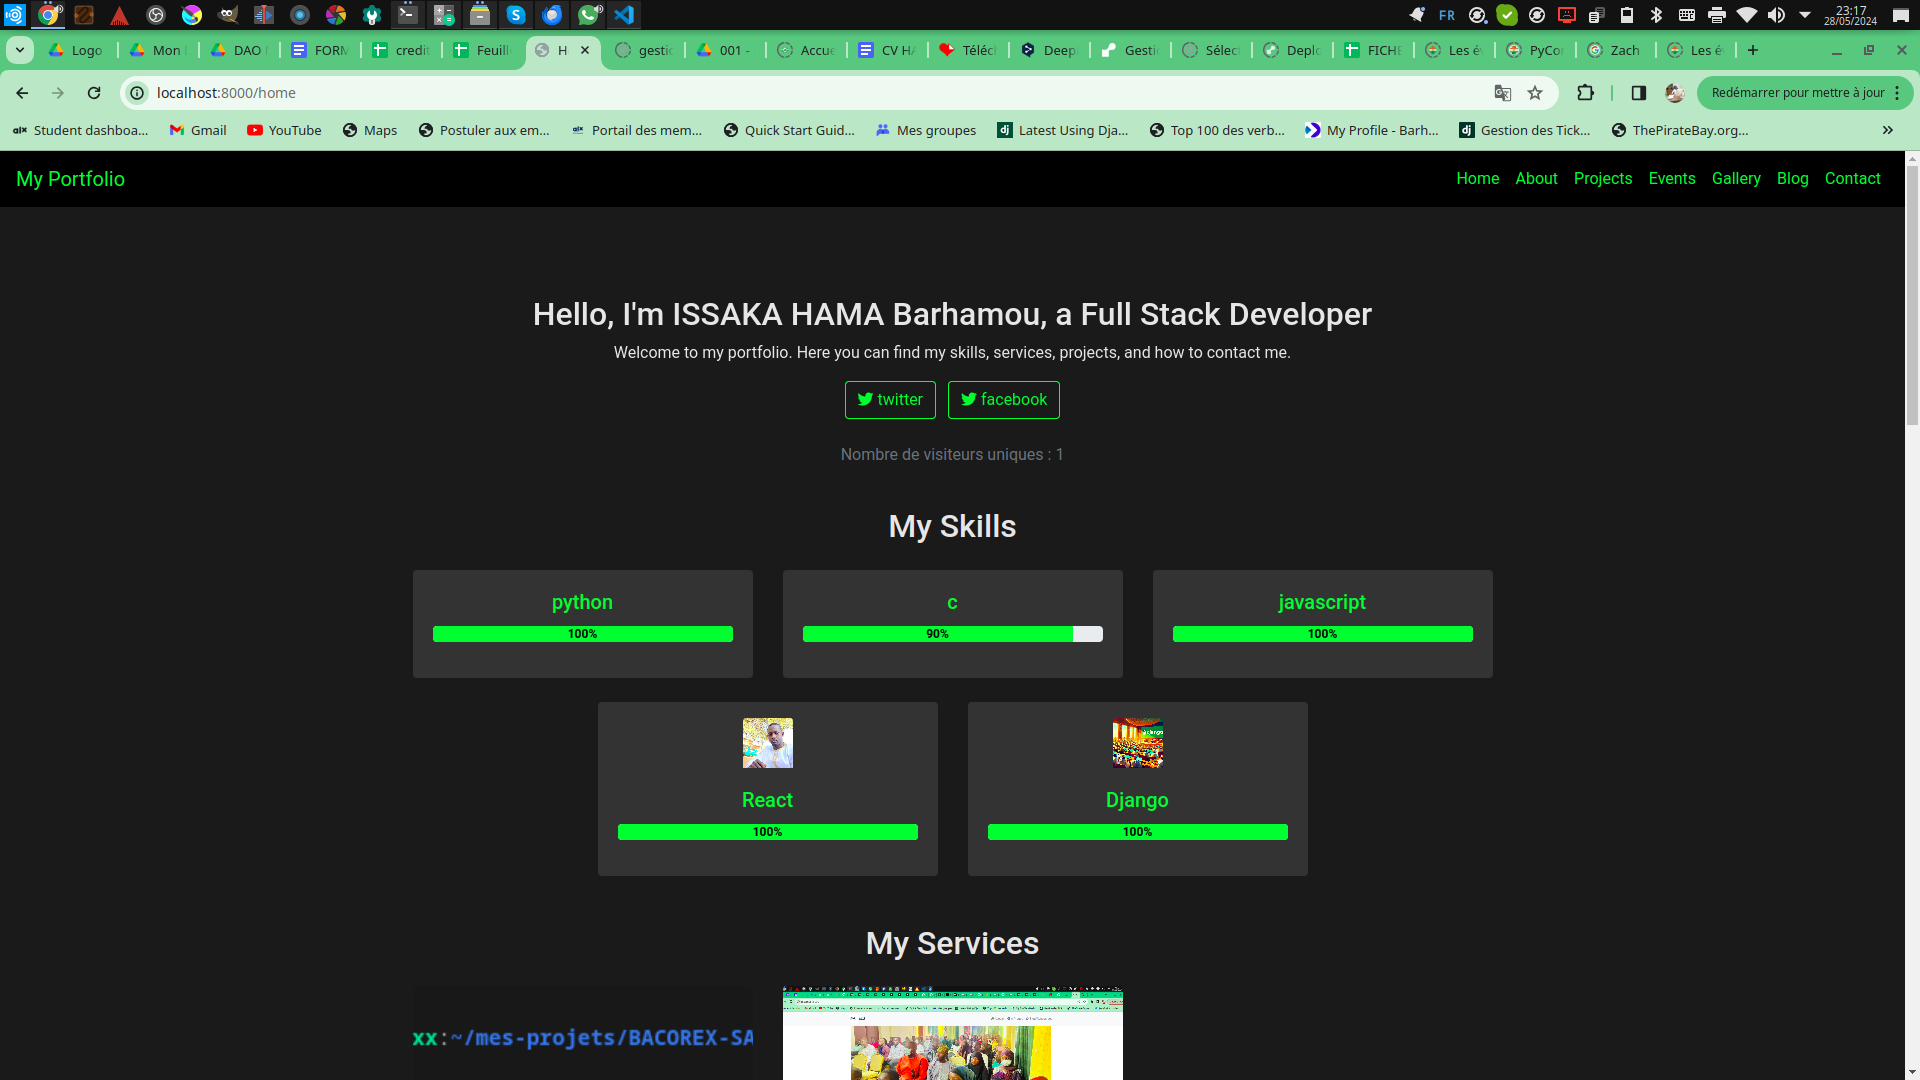 FR
23:17
28/05/2024
Logo
Mon
DAO
FORM
credit
Feuill
H
gestic
001 -
Accue
CV HA
Téléc
Deep
Gesti
Sélec
Deplo
FICHE
Les é
PyCo
Zach
Les é
localhost:8000/home
Redémarrer pour mettre à jour
Student dashboa...
Gmail
YouTube
Maps
Postuler aux em...
Portail des mem...
Quick Start Guid...
Mes groupes
dj Latest Using Dja...
Top 100 des verb...
My Profile - Barh...
dj Gestion des Tick...
ThePirateBay.org...
My Portfolio
Home About Projects Events Gallery Blog Contact
Hello, I'm ISSAKA HAMA Barhamou, a Full Stack Developer
Welcome to my portfolio. Here you can find my skills, services, projects, and how to contact me.
twitter facebook
Nombre de visiteurs uniques : 1
My Skills
python c javascript
100% 90% 100%
django
React Django
100% 100%
My Services
xx:~/mes-projets/BACOREX-SA